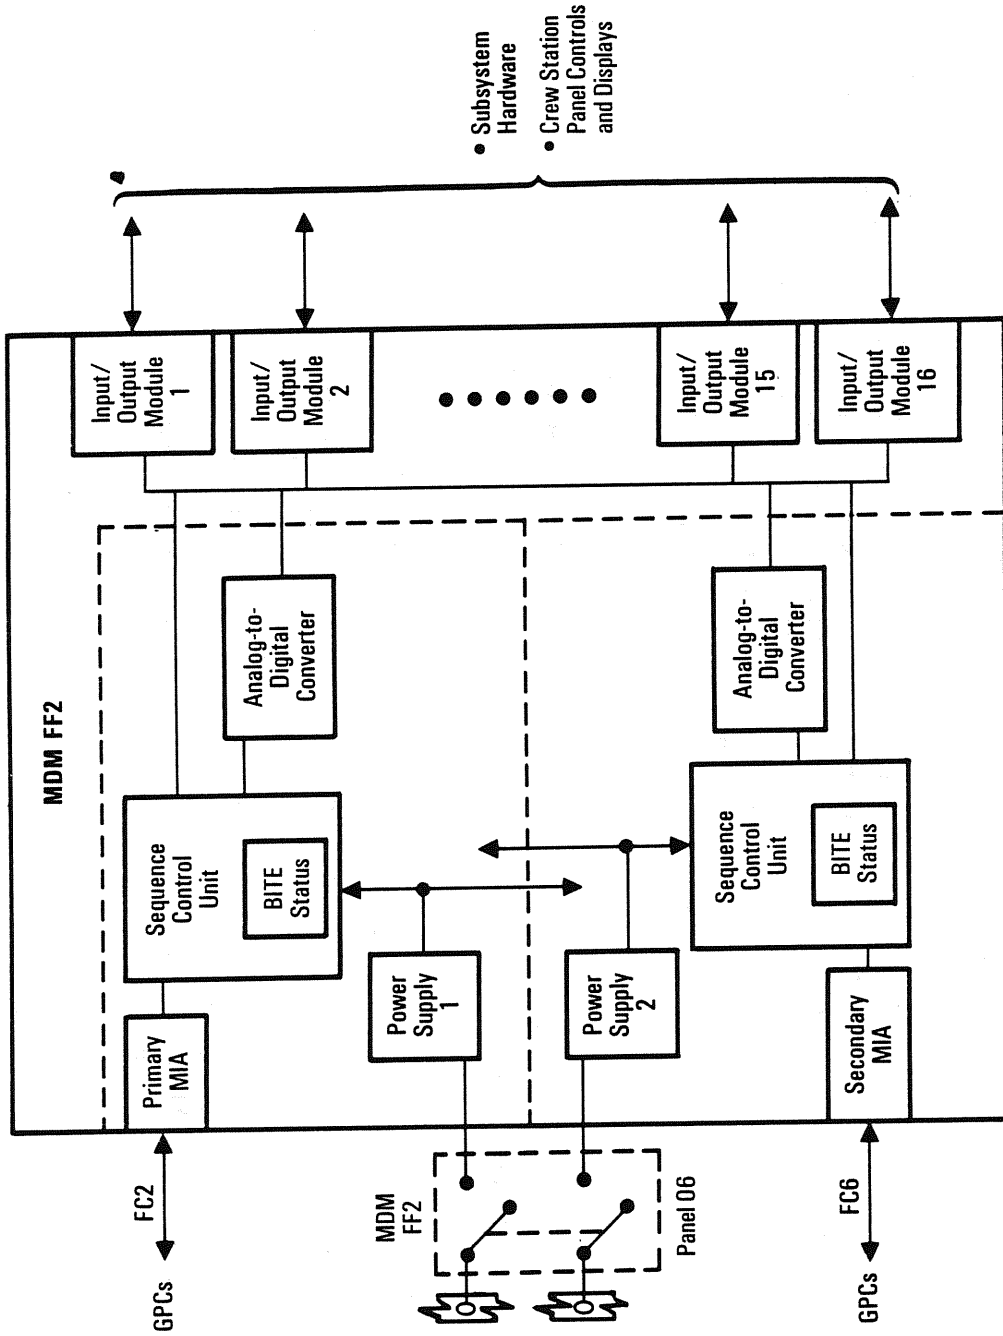 MDM FF2
GPCs
FC2
Primary
MIA
Sequence
Control
Unit
BITE
Status
Analog-to-
Digital
Converter
Input/
Output
Module
1
Input/
Output
Module
2
• Subsystem
Hardware
• Crew Station
Panel Controls
and Displays
MDM
FF2
Power
Supply
1
Power
Supply
2
Panel O6
GPCs
FC6
Secondary
MIA
Sequence
Control
Unit
BITE
Status
Analog-to-
Digital
Converter
Input/
Output
Module
15
Input/
Output
Module
16